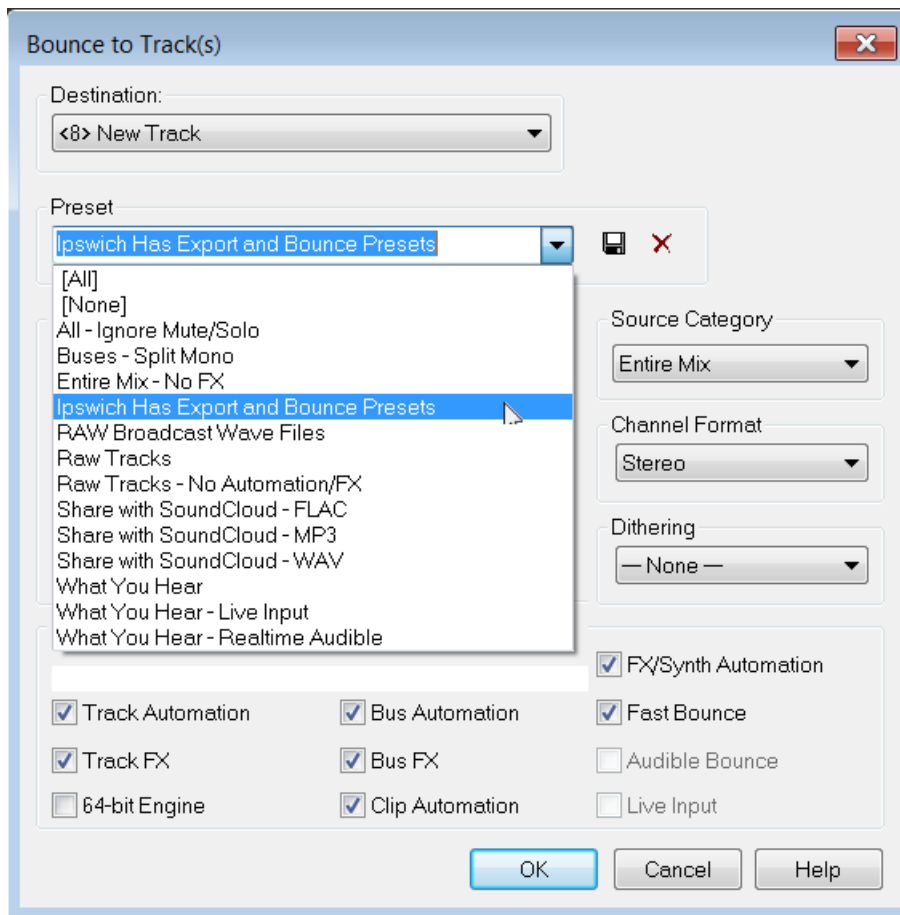 Bounce to Track(s)
Destination:
<8> New Track
Preset
Ipswich Has Export and Bounce Presets
[All]
[None]
All - Ignore Mute/Solo
Buses - Split Mono
Entire Mix - No FX
Ipswich Has Export and Bounce Presets
RAW Broadcast Wave Files
Raw Tracks
Raw Tracks - No Automation/FX
Share with SoundCloud - FLAC
Share with SoundCloud - MP3
Share with SoundCloud - WAV
What You Hear
What You Hear - Live Input
What You Hear - Realtime Audible
Source Category
Entire Mix
Channel Format
Stereo
Dithering
— None —
FX/Synth Automation
Track Automation
Bus Automation
Fast Bounce
Track FX
Bus FX
Audible Bounce
64-bit Engine
Clip Automation
Live Input
OK
Cancel
Help